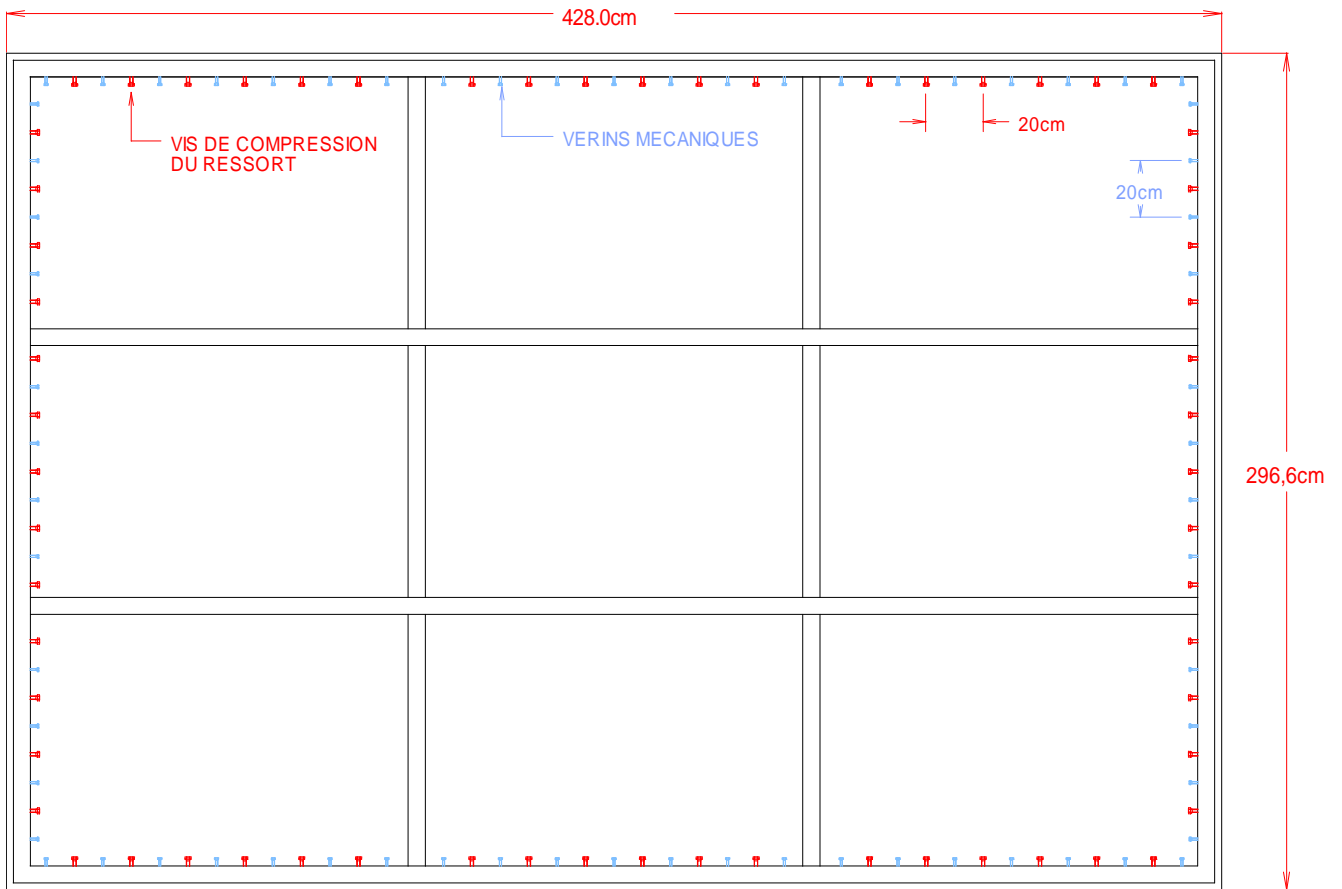 428.0cm
VIS DE COMPRESSION
DU RESSORT
VERINS MECANIQUES
20cm
20cm
296,6cm